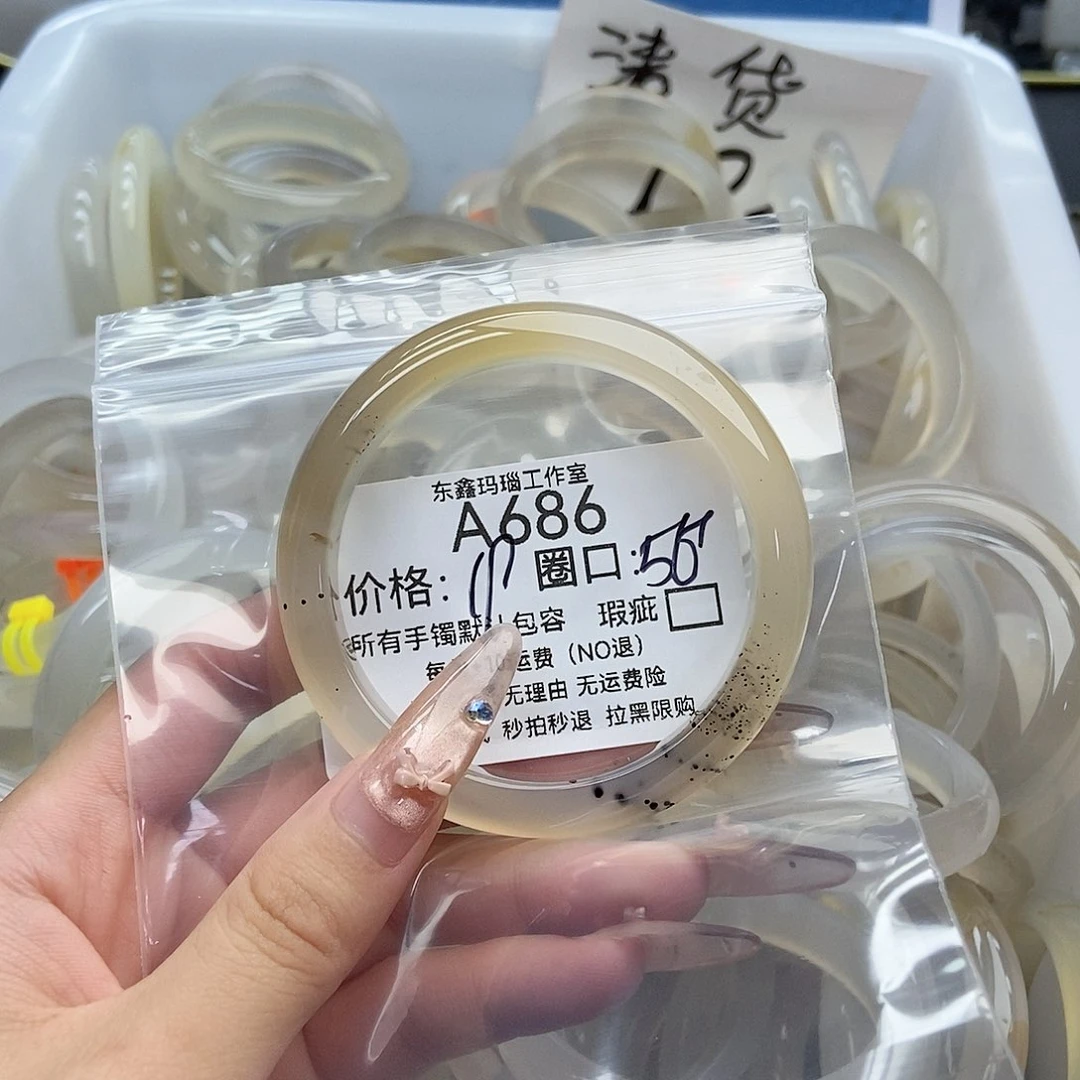 清货
东鑫玛瑙工作室
A686
价格: 圈口:56
所有手镯默 包容 瑕疵
运费（NO退）
无理由 无运费险
秒拍秒退 拉黑限购